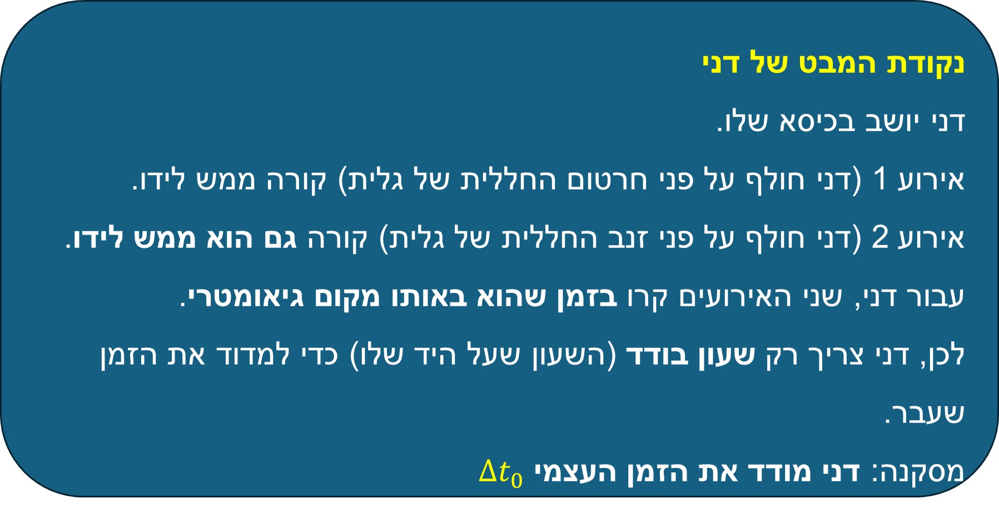 נקודת המבט של דני
דני יושב בכיסא שלו.
אירוע 1 (דני חולף על פני חרטום החללית של גלית) קורה ממש לידו.
אירוע 2 (דני חולף על פני זנב החללית של גלית) קורה גם הוא ממש לידו.
עבור דני, שני האירועים קרו בזמן שהוא באותו מקום גיאומטרי.
לכן, דני צריך רק שעון בודד (השעון שעל היד שלו) כדי למדוד את הזמן
שעבר.
מסקנה: דני מודד את הזמן העצמי Δt₀